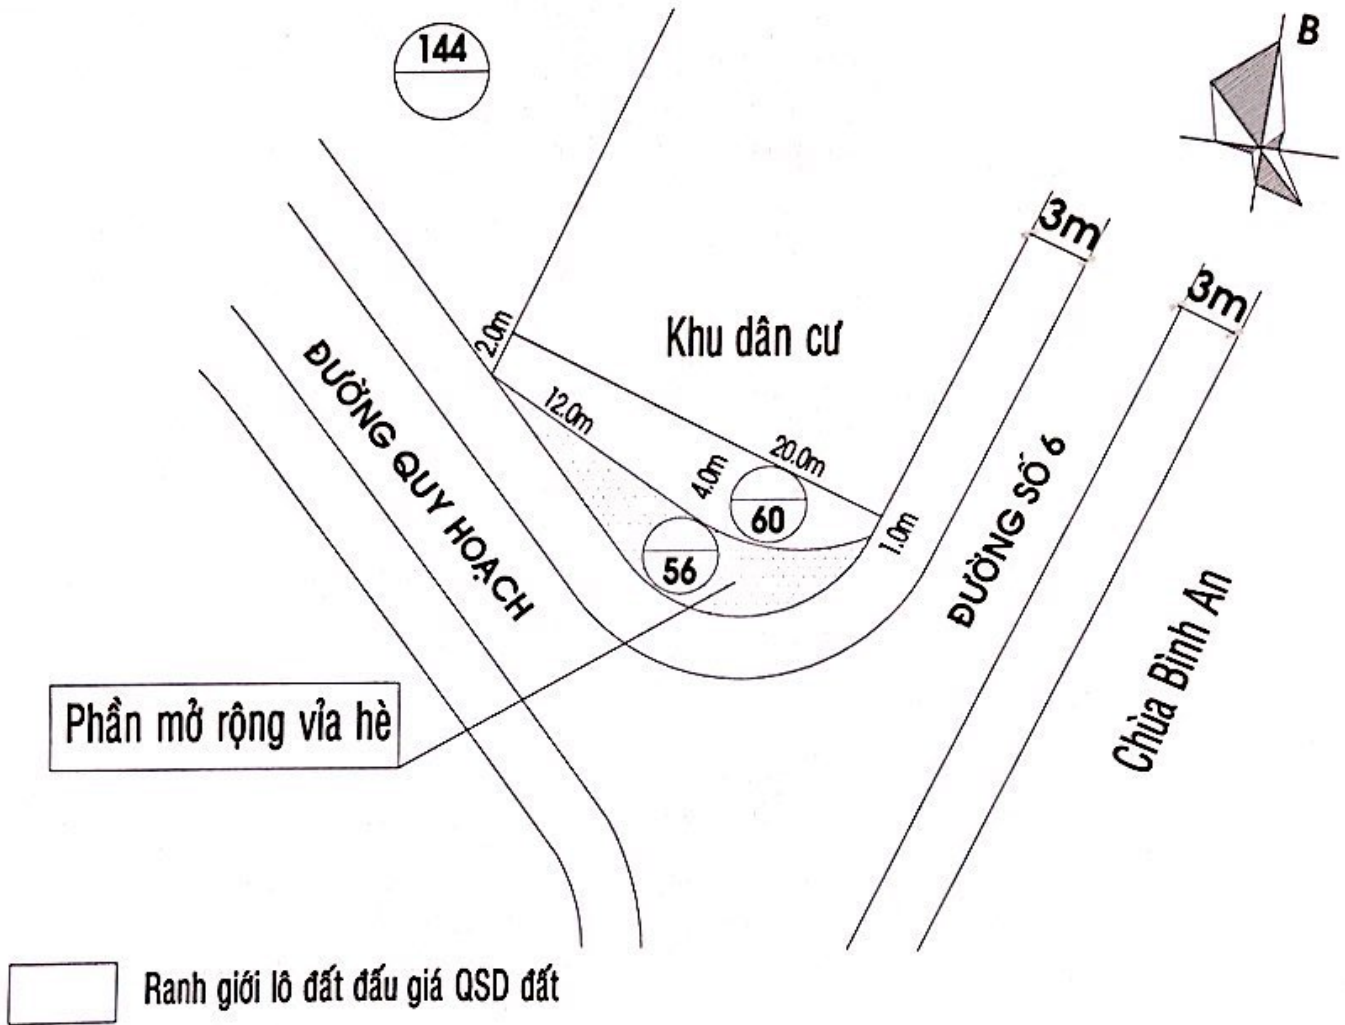 144
B
3m
3m
2.0m
Khu dân cư
ĐƯỜNG QUY HOẠCH
12.0m
4.0m
20.0m
60
56
1.0m
ĐƯỜNG SỐ 6
Chùa Bình An
Phần mở rộng vỉa hè
Ranh giới lô đất đấu giá QSD đất